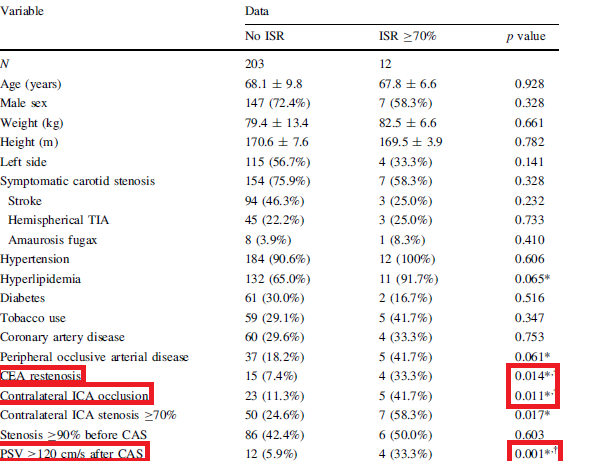 Variable Data
No ISR ISR ≥70% p value
N 203 12
Age (years) 68.1 ± 9.8 67.8 ± 6.6 0.928
Male sex 147 (72.4%) 7 (58.3%) 0.328
Weight (kg) 79.4 ± 13.4 82.5 ± 6.6 0.661
Height (m) 170.6 ± 7.6 169.5 ± 3.9 0.782
Left side 115 (56.7%) 4 (33.3%) 0.141
Symptomatic carotid stenosis 154 (75.9%) 7 (58.3%) 0.328
Stroke 94 (46.3%) 3 (25.0%) 0.232
Hemispherical TIA 45 (22.2%) 3 (25.0%) 0.733
Amaurosis fugax 8 (3.9%) 1 (8.3%) 0.410
Hypertension 184 (90.6%) 12 (100%) 0.606
Hyperlipidemia 132 (65.0%) 11 (91.7%) 0.065*
Diabetes 61 (30.0%) 2 (16.7%) 0.516
Tobacco use 59 (29.1%) 5 (41.7%) 0.347
Coronary artery disease 60 (29.6%) 4 (33.3%) 0.753
Peripheral occlusive arterial disease 37 (18.2%) 5 (41.7%) 0.061*
CEA restenosis 15 (7.4%) 4 (33.3%) 0.014*,
Contralateral ICA occlusion 23 (11.3%) 5 (41.7%) 0.011*,
Contralateral ICA stenosis ≥70% 50 (24.6%) 7 (58.3%) 0.017*
Stenosis ≥90% before CAS 86 (42.4%) 6 (50.0%) 0.603
PSV >120 cm/s after CAS 12 (5.9%) 4 (33.3%) 0.001*,†